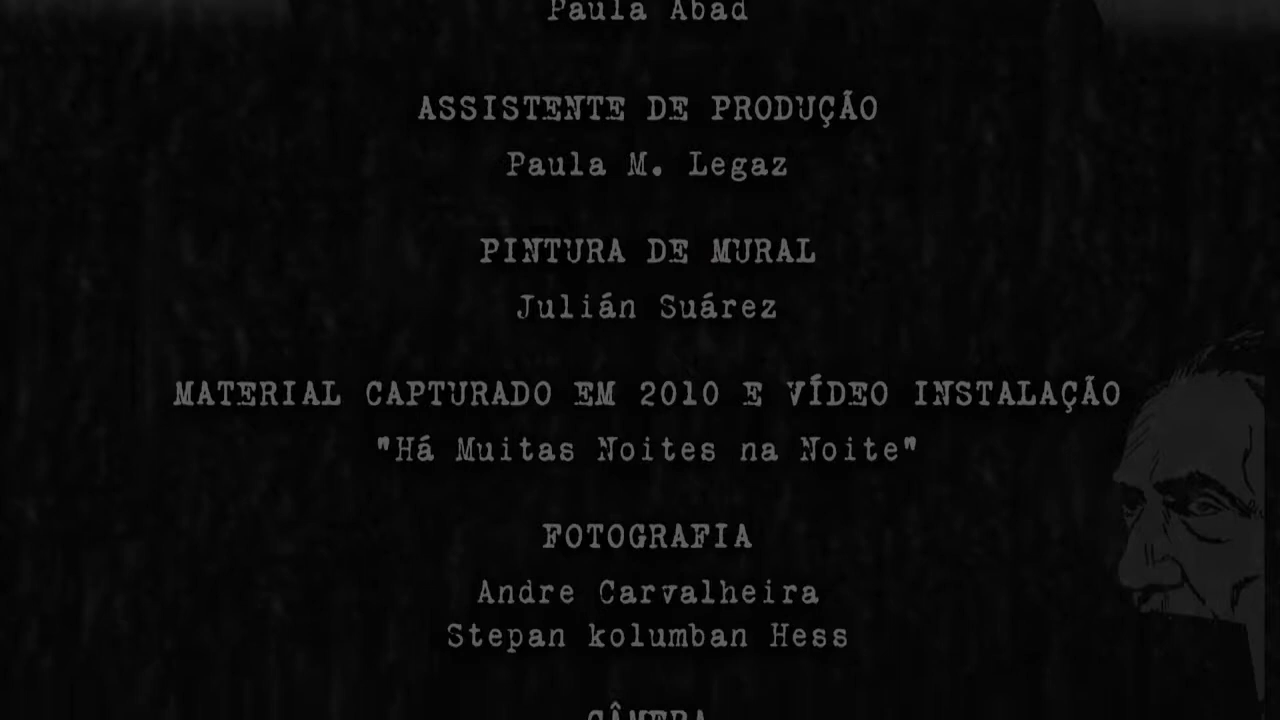 Paula Abad
ASSISTENTE DE PRODUÇÃO
Paula M. Legaz
PINTURA DE MURAL
Julián Suárez
MATERIAL CAPTURADO EM 2010 E VÍDEO INSTALAÇÃO
"Há Muitas Noites na Noite"
FOTOGRAFIA
Andre Carvalheira
Stepan kolumban Hess
CÂMERA